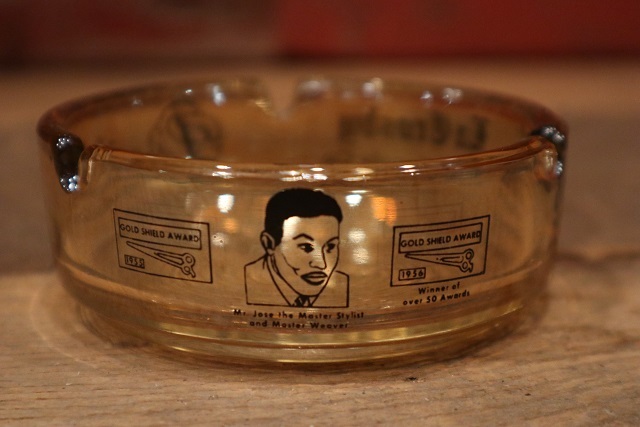 GOLD SHIELD AWARD
1955
Mr. Jose the Master Stylist
and Master Weaver
GOLD SHIELD AWARD
1956
Winner of
over 50 Awards